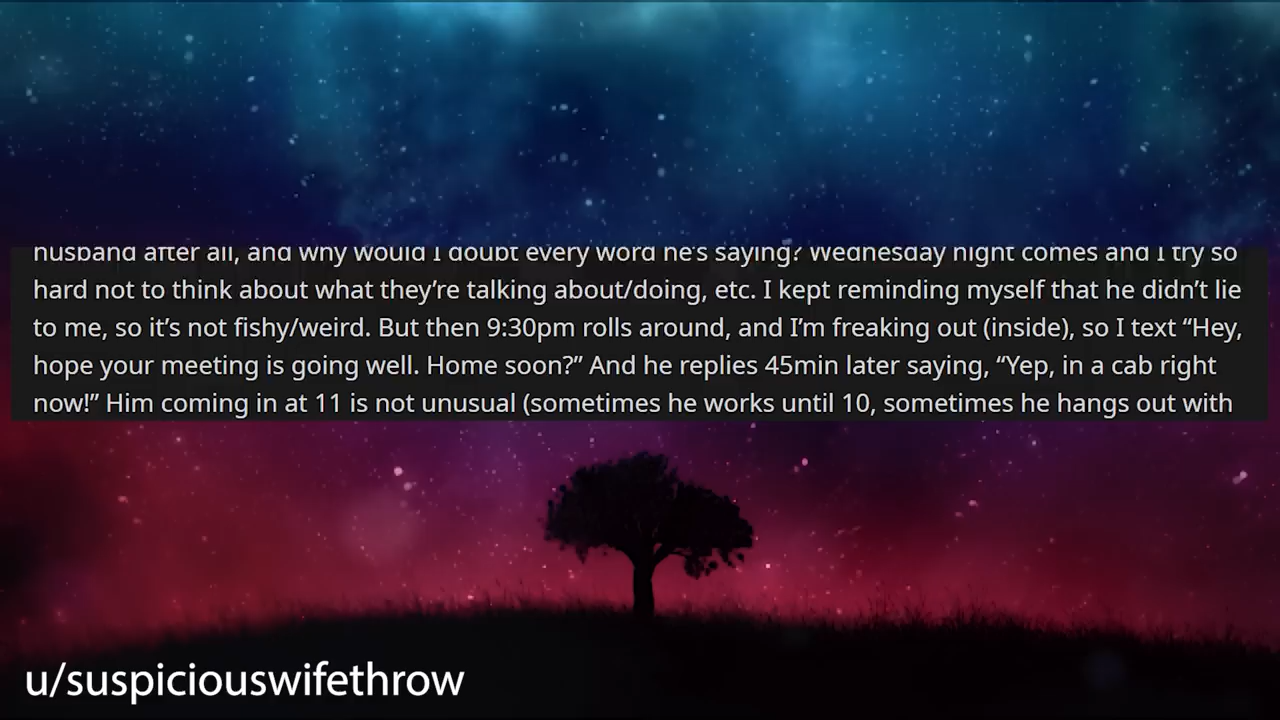 husband after all, and why would I doubt every word he's saying? Wednesday night comes and I try so
hard not to think about what they’re talking about/doing, etc. I kept reminding myself that he didn’t lie
to me, so it’s not fishy/weird. But then 9:30pm rolls around, and I’m freaking out (inside), so I text “Hey,
hope your meeting is going well. Home soon?” And he replies 45min later saying, “Yep, in a cab right
now!” Him coming in at 11 is not unusual (sometimes he works until 10, sometimes he hangs out with
u/suspiciouswifethrow